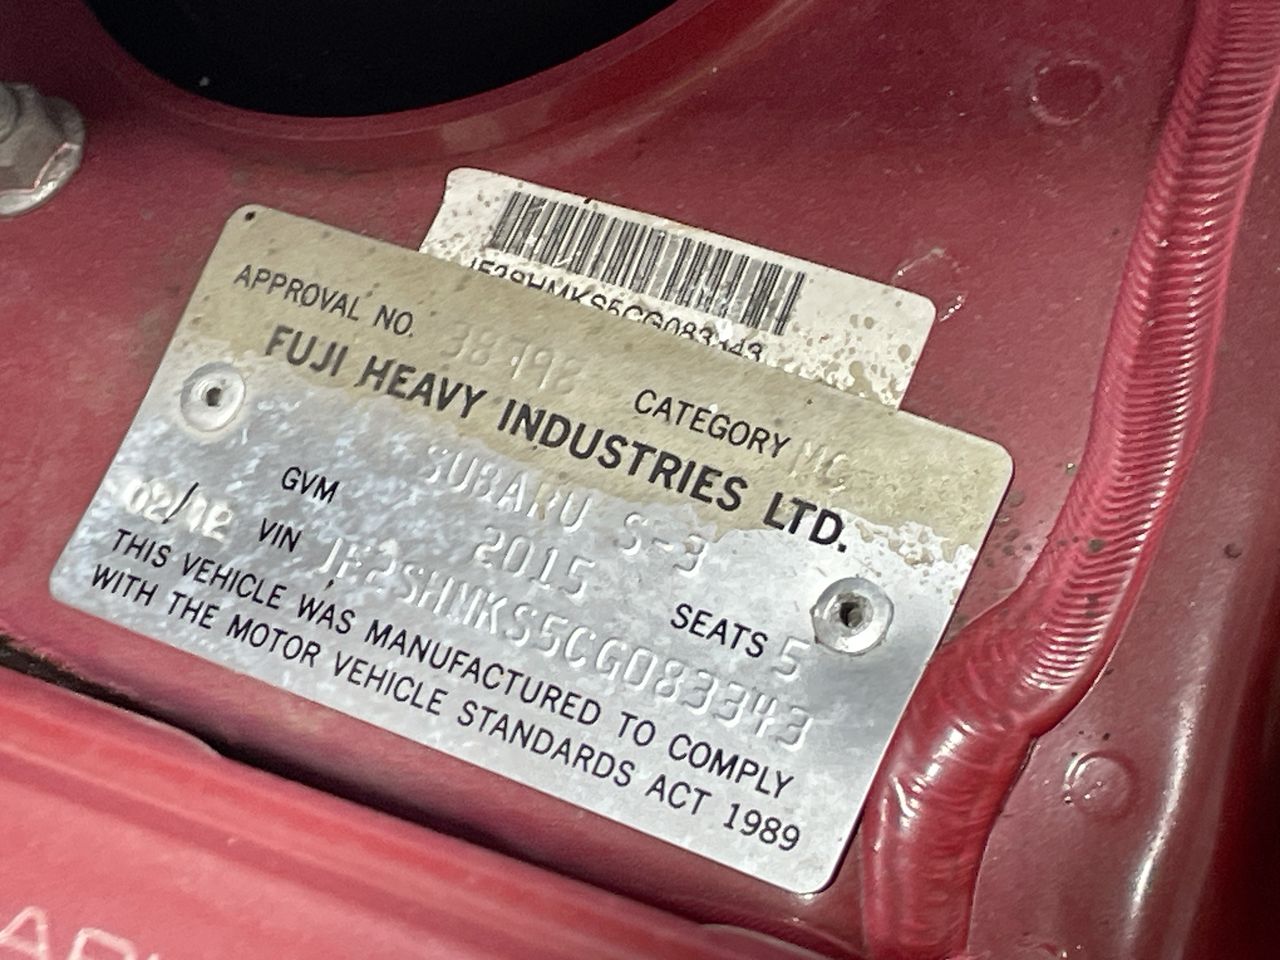 JF2SHMKS5CG083343
APPROVAL NO. 38798 CATEGORY MC
FUJI HEAVY INDUSTRIES LTD.
SUBARU S-3
02/12 GVM 2015 SEATS 5
VIN JF2SHMKS5CG083343
THIS VEHICLE WAS MANUFACTURED TO COMPLY
WITH THE MOTOR VEHICLE STANDARDS ACT 1989